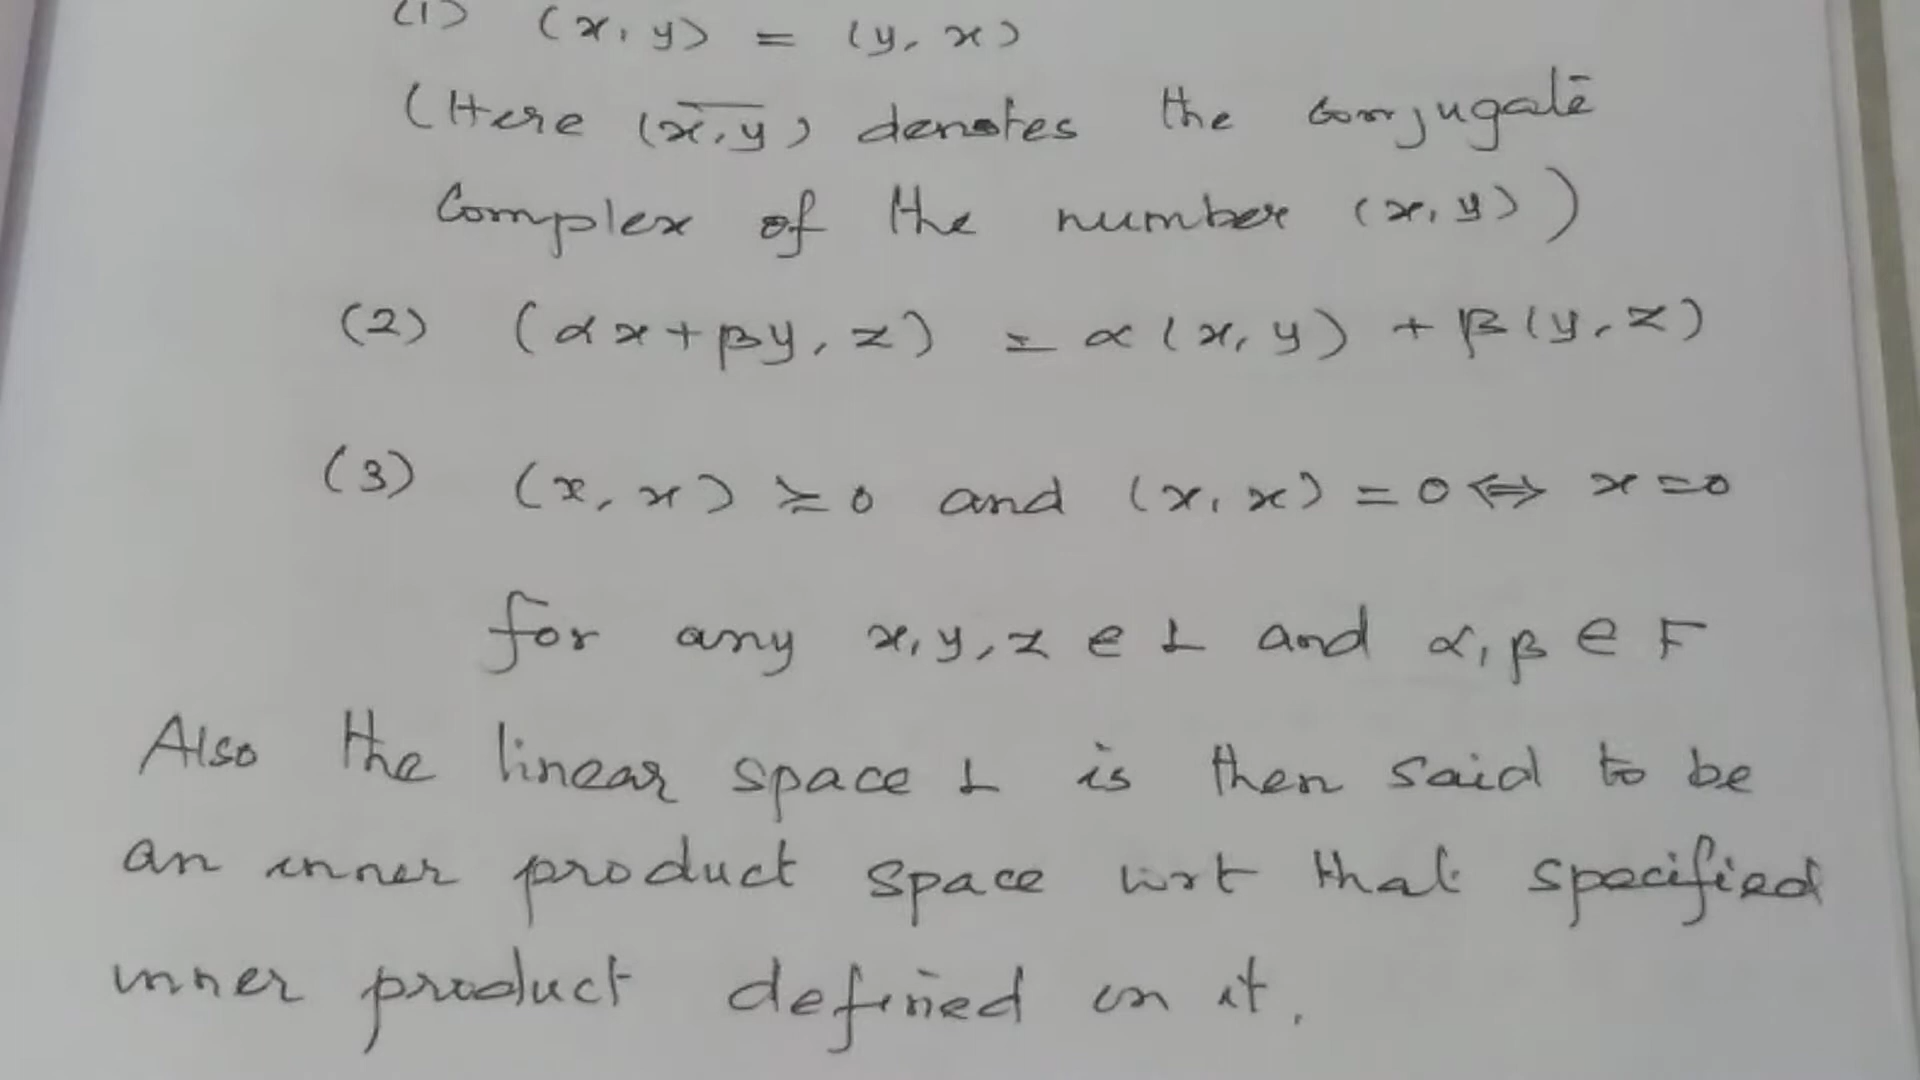 (1) (x, y) = (y, x)
(Here (x̅,̅ y̅) denotes the conjugate
Complex of the number (x, y))
(2) (αx+βy, z) = α(x, y) + β(y, z)
(3) (x, x) ≥ 0 and (x, x) = 0 ⇔ x = 0
for any x, y, z ∈ L and α, β ∈ F
Also the linear space L is then said to be
an inner product space wrt that specified
inner product defined on it.